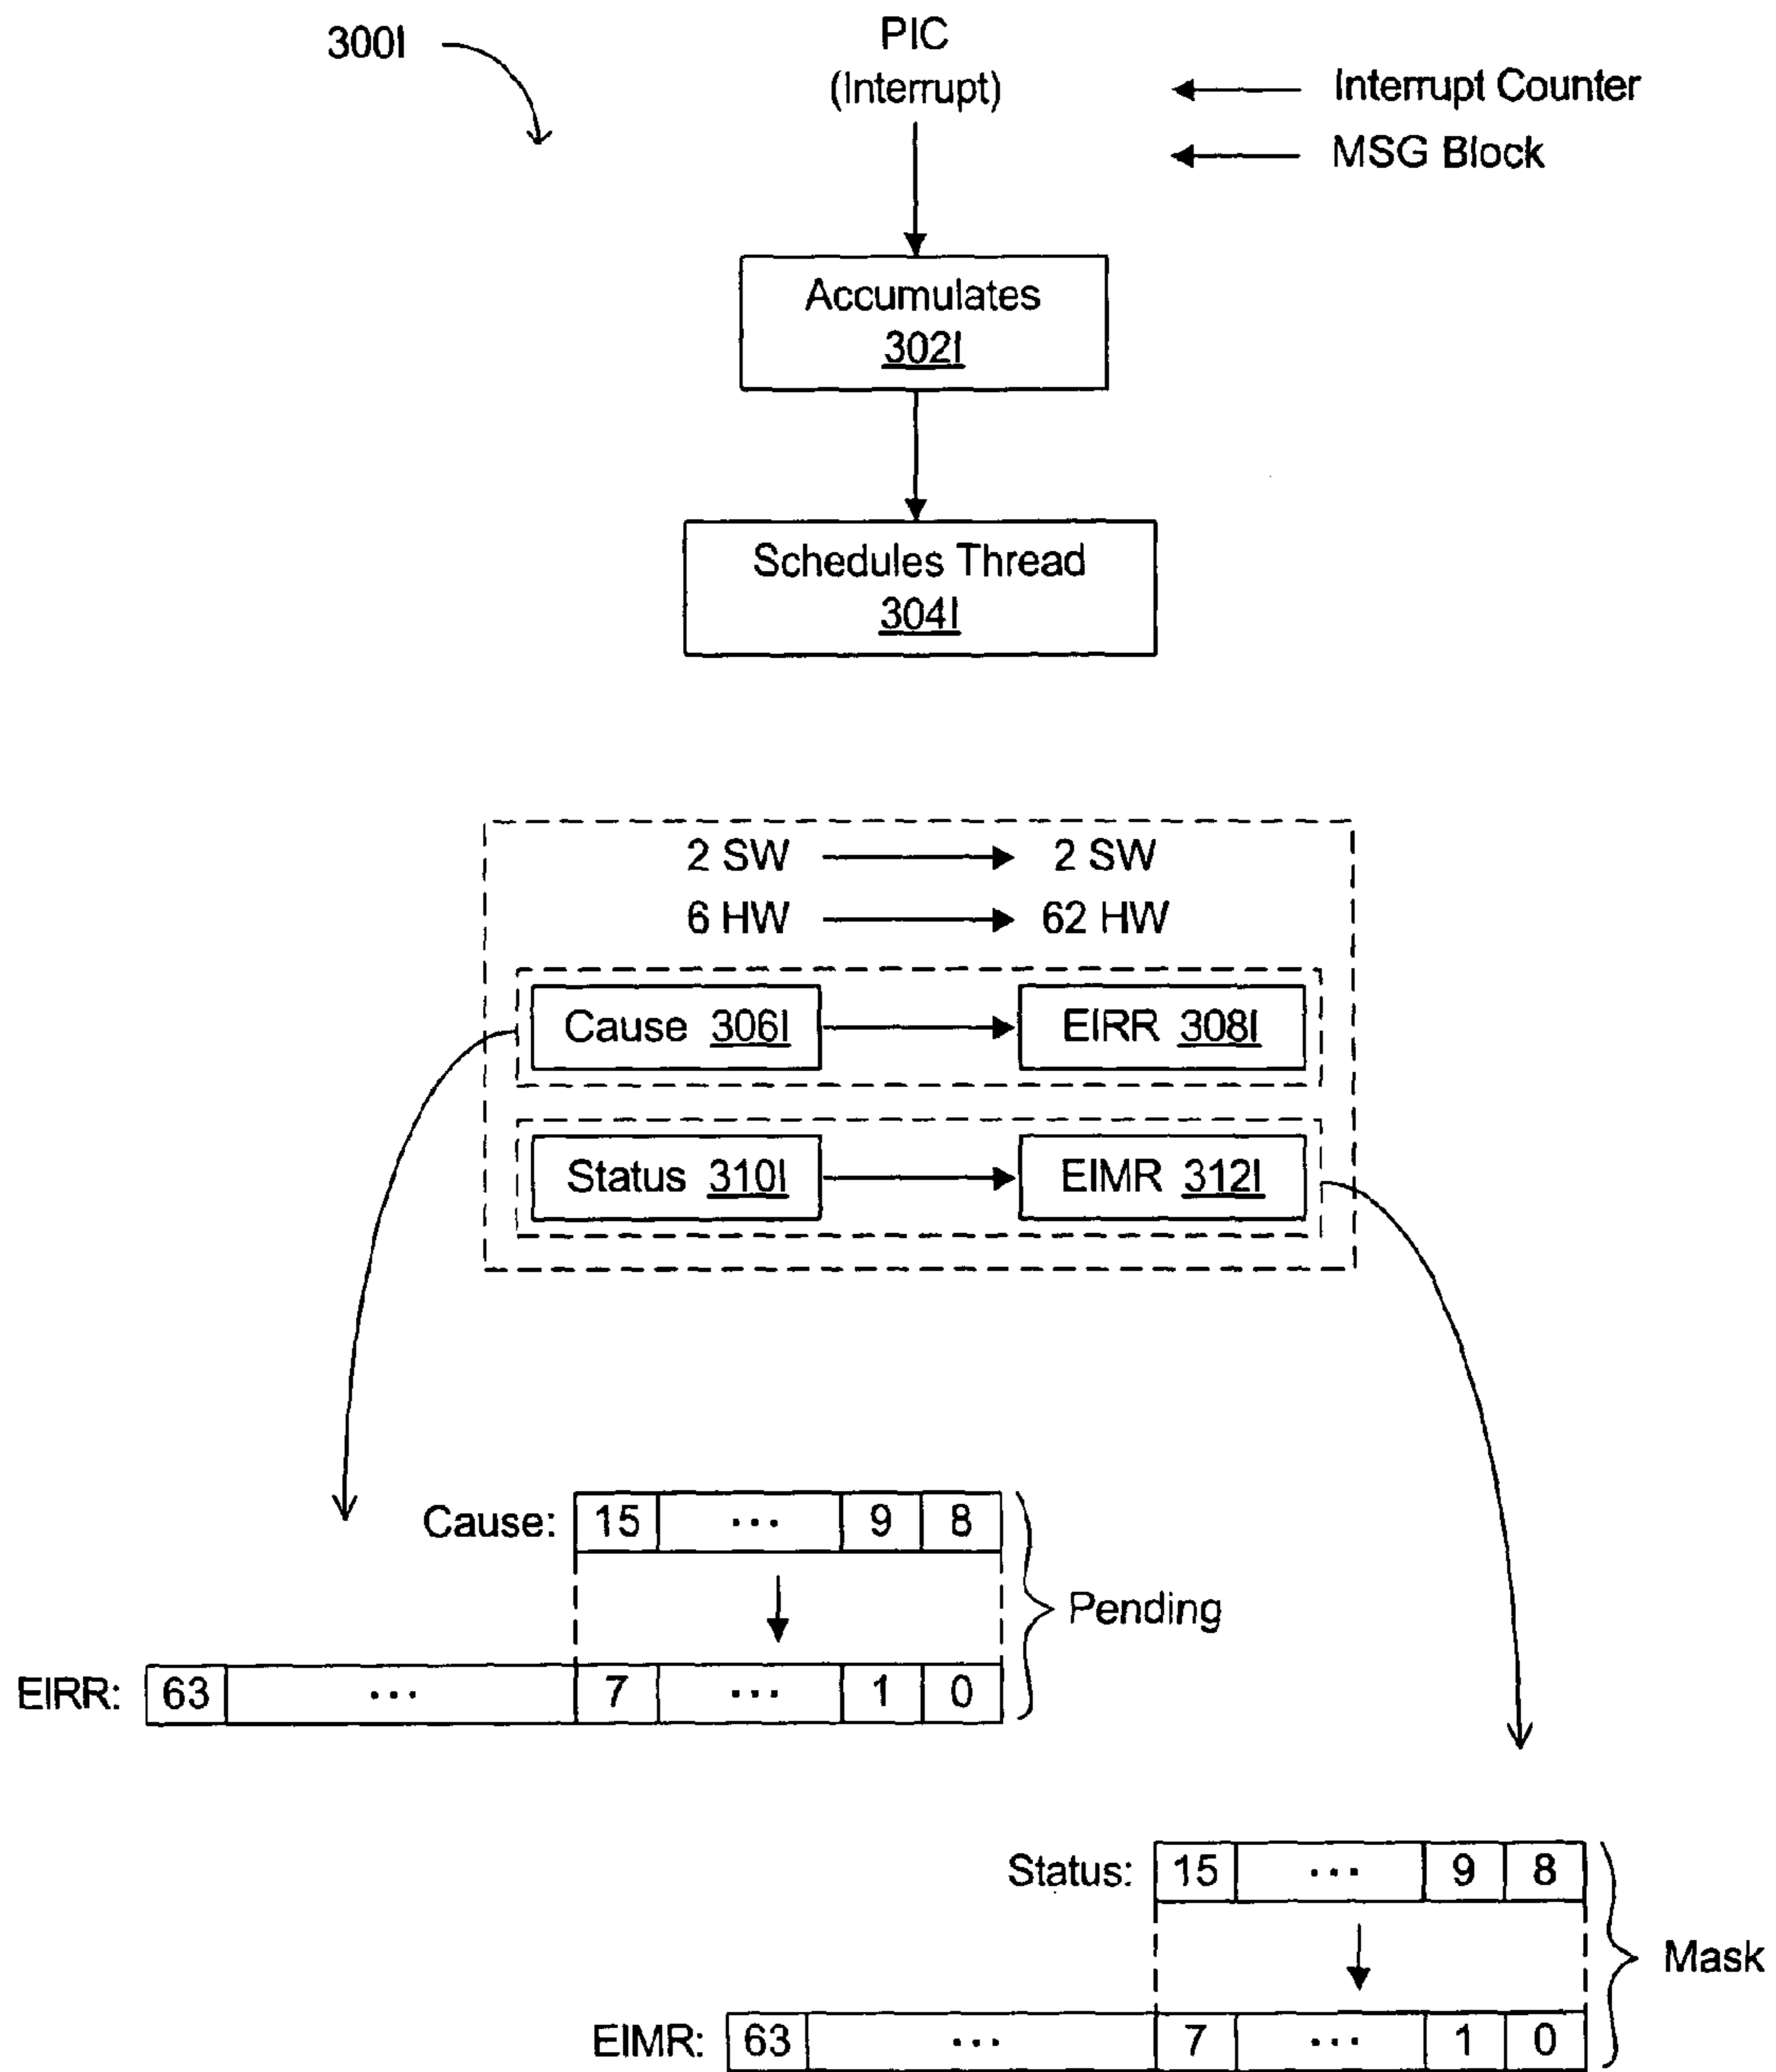 300I
PIC
(Interrupt)
Interrupt Counter
MSG Block
Accumulates
302I
Schedules Thread
304I
2 SW 2 SW
6 HW 62 HW
Cause 306I EIRR 308I
Status 310I EIMR 312I
Cause: 15 ... 9 8
Pending
EIRR: 63 ... 7 ... 1 0
Status: 15 ... 9 8
Mask
EIMR: 63 ... 7 ... 1 0